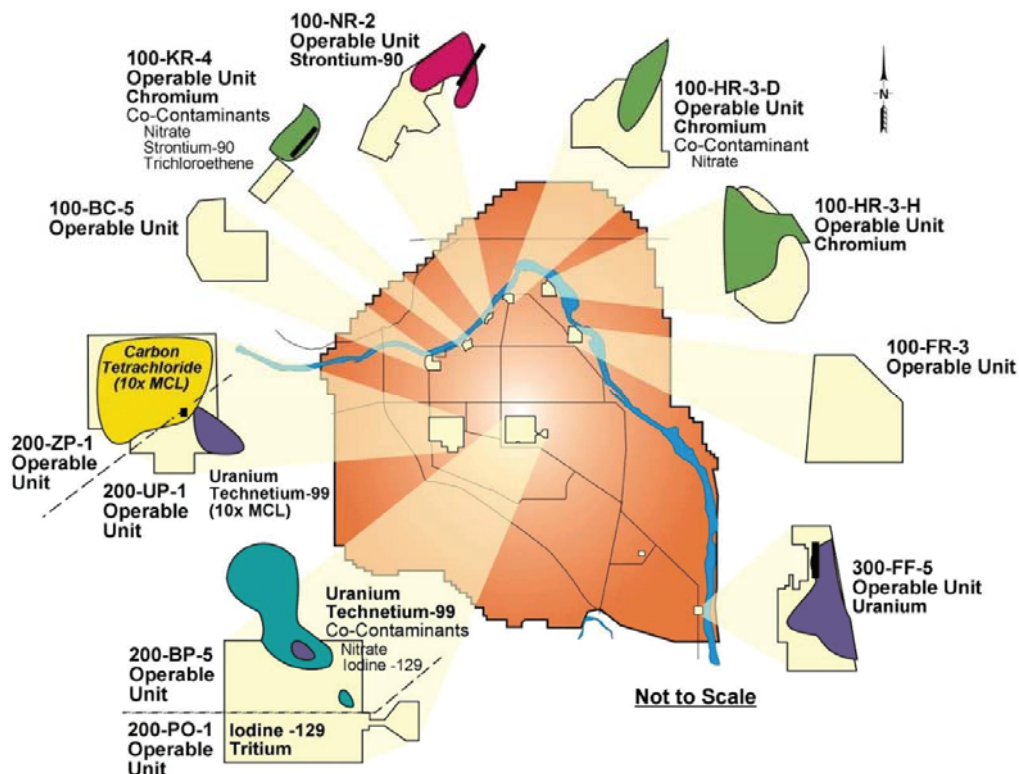 100-NR-2
Operable Unit
Strontium-90
100-KR-4
Operable Unit
Chromium
Co-Contaminants
Nitrate
Strontium-90
Trichloroethene
100-HR-3-D
Operable Unit
Chromium
Co-Contaminant
Nitrate
N
100-BC-5
Operable Unit
100-HR-3-H
Operable Unit
Chromium
Carbon
Tetrachloride
(10x MCL)
100-FR-3
Operable Unit
200-ZP-1
Operable
Unit
200-UP-1
Operable
Unit
Uranium
Technetium-99
(10x MCL)
300-FF-5
Operable Unit
Uranium
Uranium
Technetium-99
Co-Contaminants
Nitrate
Iodine -129
200-BP-5
Operable
Unit
Not to Scale
200-PO-1
Operable
Unit
Iodine -129
Tritium